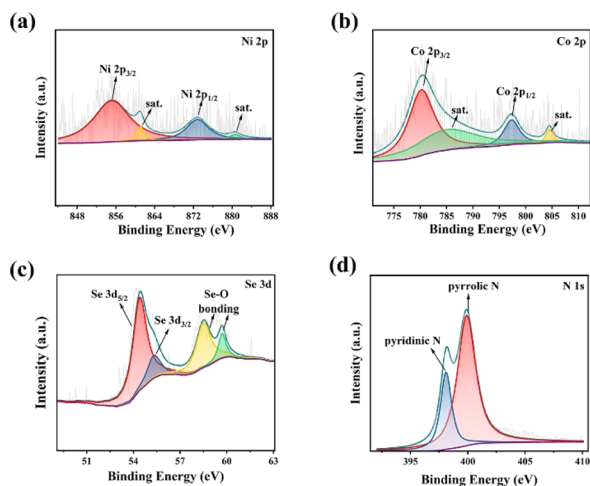 (a)
Ni 2p
Ni 2p3/2
sat.
Ni 2p1/2
sat.
Intensity (a.u.)
848 856 864 872 880 888
Binding Energy (eV)
(b)
Co 2p
Co 2p3/2
sat.
Co 2p1/2
sat.
Intensity (a.u.)
775 780 785 790 795 800 805 810
Binding Energy (eV)
(c)
Se 3d
Se 3d5/2
Se 3d3/2
Se-O
bonding
Intensity (a.u.)
51 54 57 60 63
Binding Energy (eV)
(d)
N 1s
pyrrolic N
pyridinic N
Intensity (a.u.)
395 400 405 410
Binding Energy (eV)